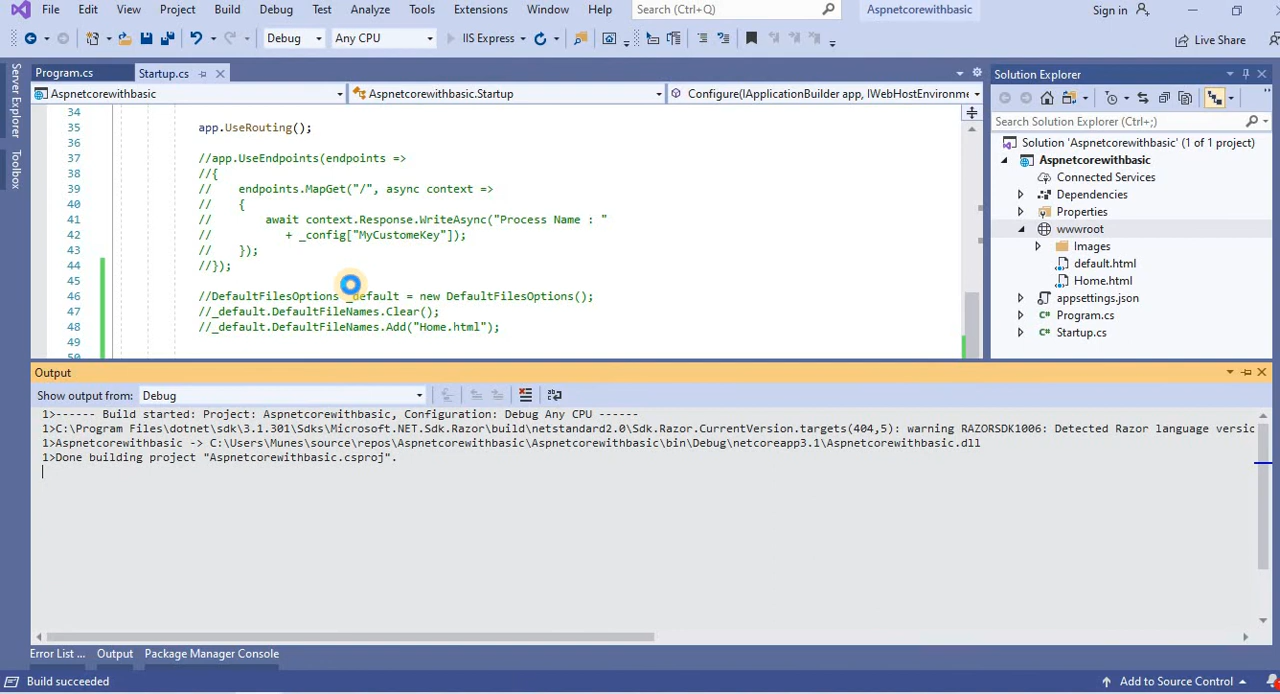 File Edit View Project Build Debug Test Analyze Tools Extensions Window Help Search (Ctrl+Q) Aspnetcorewithbasic Sign in
Debug Any CPU IIS Express Live Share
Server Explorer
Toolbox
Program.cs Startup.cs
Aspnetcorewithbasic Aspnetcorewithbasic.Startup Configure(IApplicationBuilder app, IWebHostEnvironme
34
35 app.UseRouting();
36
37 //app.UseEndpoints(endpoints =>
38 //{
39 // endpoints.MapGet("/", async context =>
40 // {
41 // await context.Response.WriteAsync("Process Name : "
42 // + _config["MyCustomeKey"]);
43 // });
44 //});
45
46 //DefaultFilesOptions _default = new DefaultFilesOptions();
47 //_default.DefaultFileNames.Clear();
48 //_default.DefaultFileNames.Add("Home.html");
49
50
Solution Explorer
Search Solution Explorer (Ctrl+;)
Solution 'Aspnetcorewithbasic' (1 of 1 project)
Aspnetcorewithbasic
Connected Services
Dependencies
Properties
wwwroot
Images
default.html
Home.html
appsettings.json
Program.cs
Startup.cs
Output
Show output from: Debug
1>------ Build started: Project: Aspnetcorewithbasic, Configuration: Debug Any CPU ------
1>C:\Program Files\dotnet\sdk\3.1.301\Sdks\Microsoft.NET.Sdk.Razor\build\netstandard2.0\Sdk.Razor.CurrentVersion.targets(404,5): warning RAZORSDK1006: Detected Razor language versio
1>Aspnetcorewithbasic -> C:\Users\Munes\source\repos\Aspnetcorewithbasic\Aspnetcorewithbasic\bin\Debug\netcoreapp3.1\Aspnetcorewithbasic.dll
1>Done building project "Aspnetcorewithbasic.csproj".
Error List ... Output Package Manager Console
Build succeeded Add to Source Control